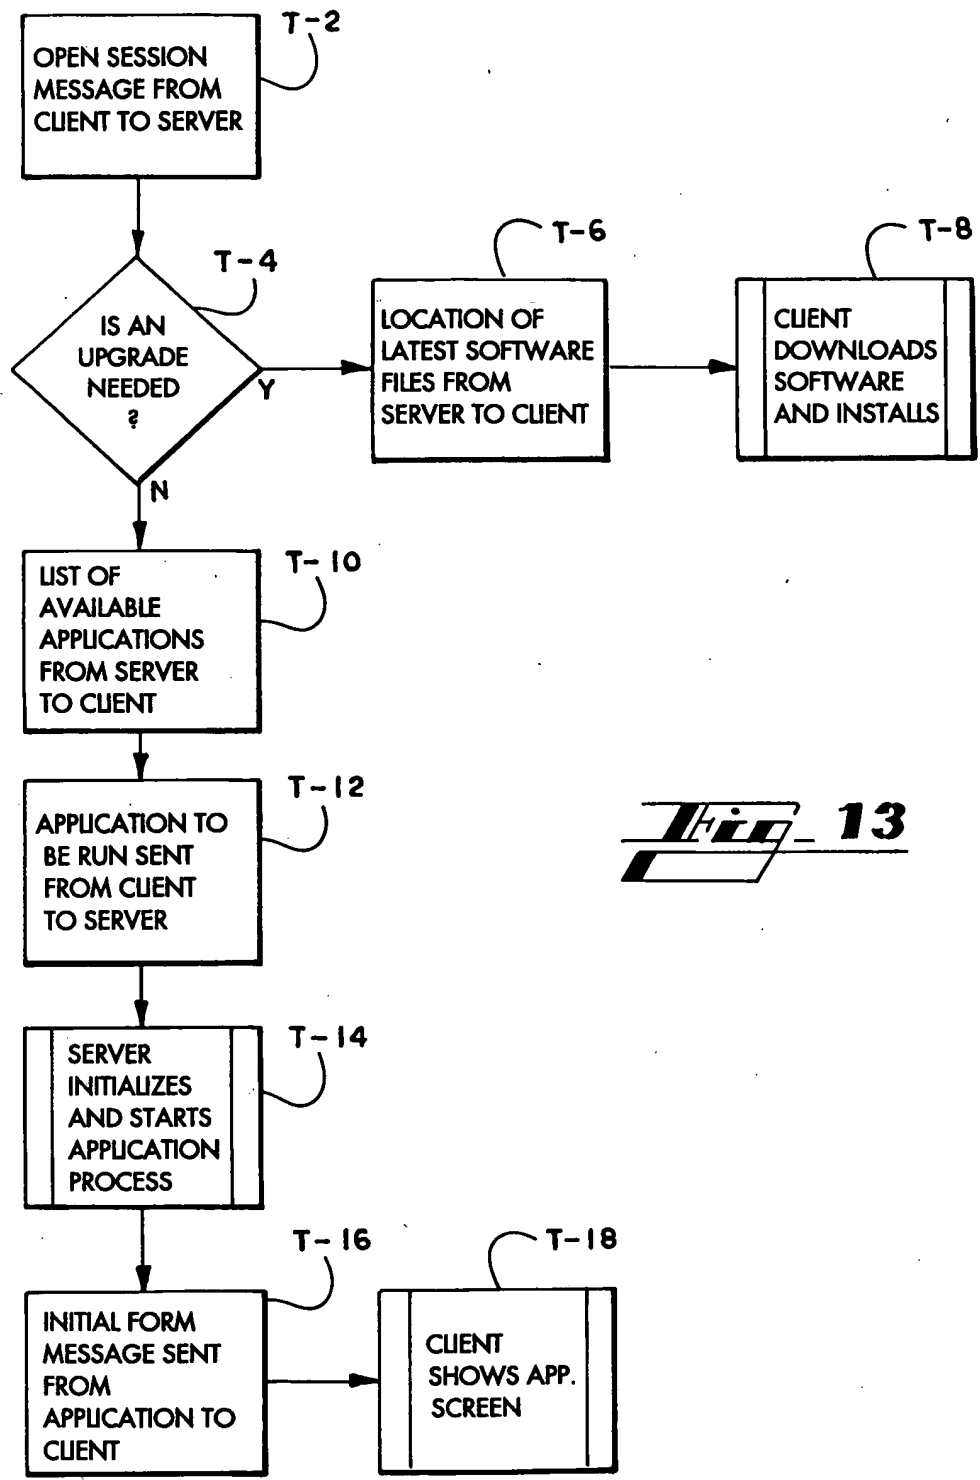 T-2
OPEN SESSION
MESSAGE FROM
CLIENT TO SERVER
T-4
IS AN
UPGRADE
NEEDED
?
Y
N
T-6
LOCATION OF
LATEST SOFTWARE
FILES FROM
SERVER TO CLIENT
T-8
CLIENT
DOWNLOADS
SOFTWARE
AND INSTALLS
T-10
LIST OF
AVAILABLE
APPLICATIONS
FROM SERVER
TO CLIENT
T-12
APPLICATION TO
BE RUN SENT
FROM CLIENT
TO SERVER
Fig_ 13
T-14
SERVER
INITIALIZES
AND STARTS
APPLICATION
PROCESS
T-16
INITIAL FORM
MESSAGE SENT
FROM
APPLICATION TO
CLIENT
T-18
CLIENT
SHOWS APP.
SCREEN